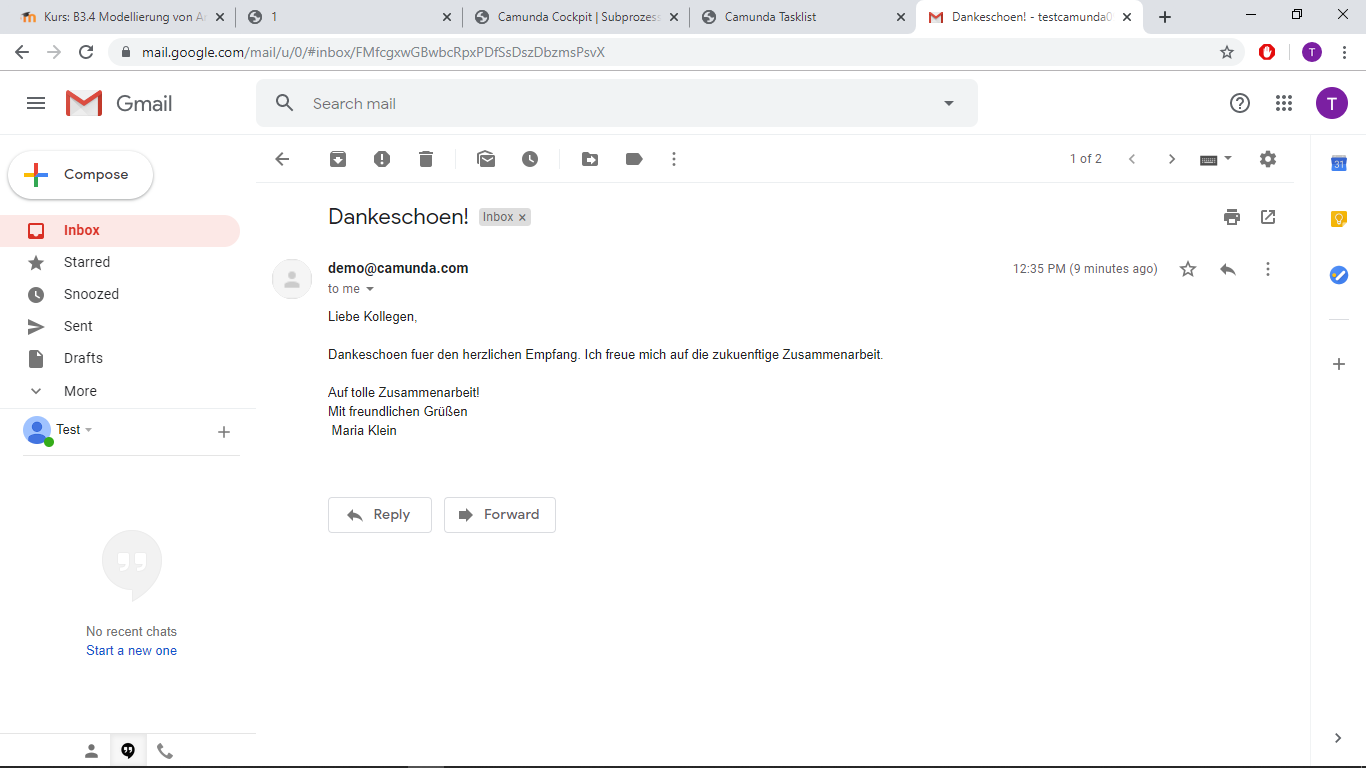 Kurs: B3.4 Modellierung von A
1
Camunda Cockpit | Subprozess
Camunda Tasklist
Dankeschoen! - testcamunda0
mail.google.com/mail/u/0/#inbox/FMfcgxwGBwbcRpxPDfSsDszDbzmsPsvX
T
Gmail
Search mail
T
Compose
1 of 2
31
Dankeschoen!
Inbox x
Inbox
Starred
Snoozed
Sent
Drafts
More
Test
demo@camunda.com
12:35 PM (9 minutes ago)
to me
Liebe Kollegen,
Dankeschoen fuer den herzlichen Empfang. Ich freue mich auf die zukuenftige Zusammenarbeit.
Auf tolle Zusammenarbeit!
Mit freundlichen Grüßen
Maria Klein
Reply
Forward
No recent chats
Start a new one